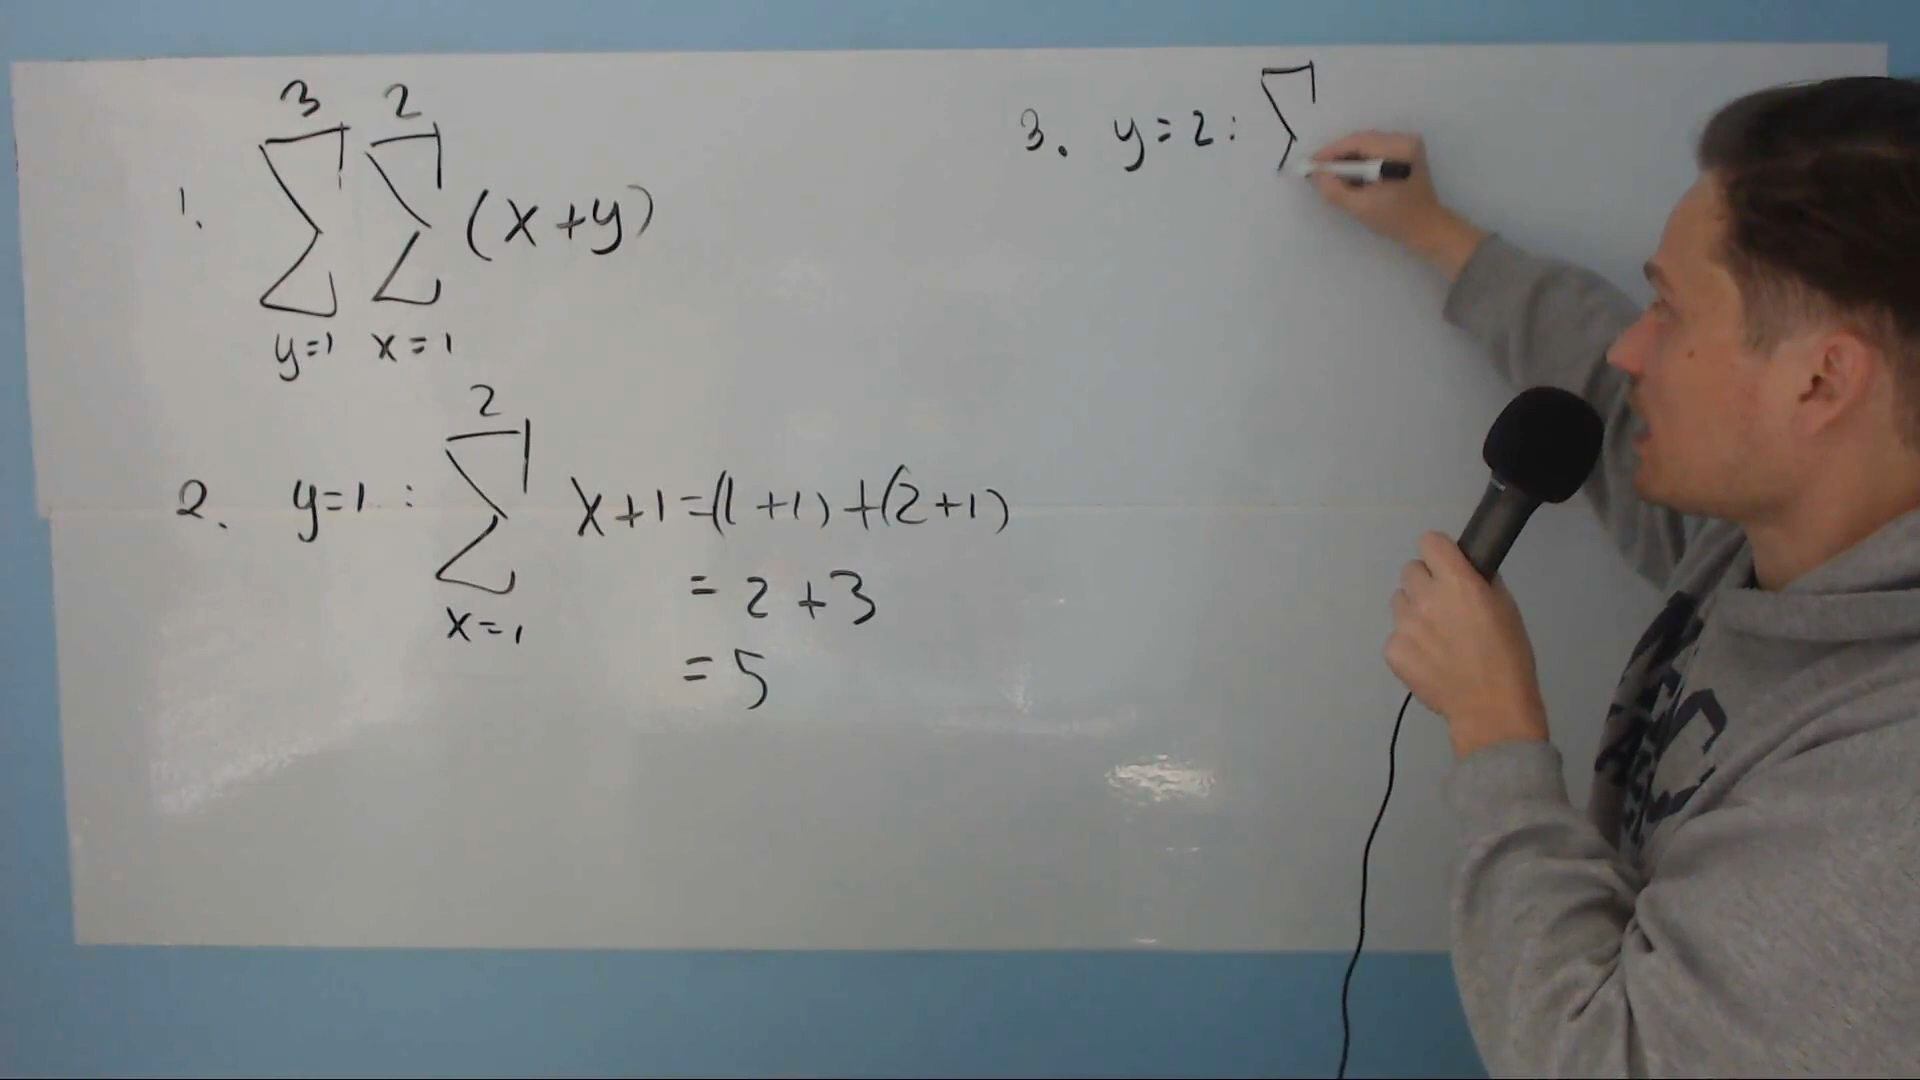 3 2
1. ∑ ∑ (x+y)
y=1 x=1
2
2. y=1 : ∑ x+1=(1+1)+(2+1)
x=1
= 2+3
= 5
3. y=2: ∑